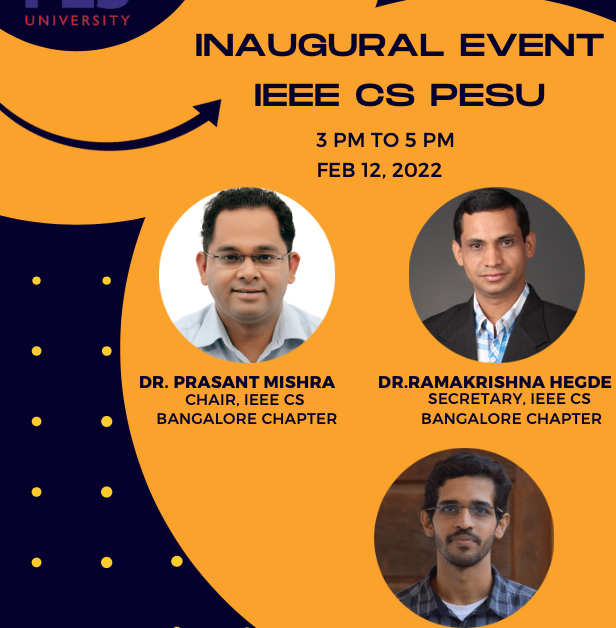 UNIVERSITY
INAUGURAL EVENT
IEEE CS PESU
3 PM TO 5 PM
FEB 12, 2022
DR. PRASANT MISHRA
CHAIR, IEEE CS
BANGALORE CHAPTER
DR.RAMAKRISHNA HEGDE
SECRETARY, IEEE CS
BANGALORE CHAPTER